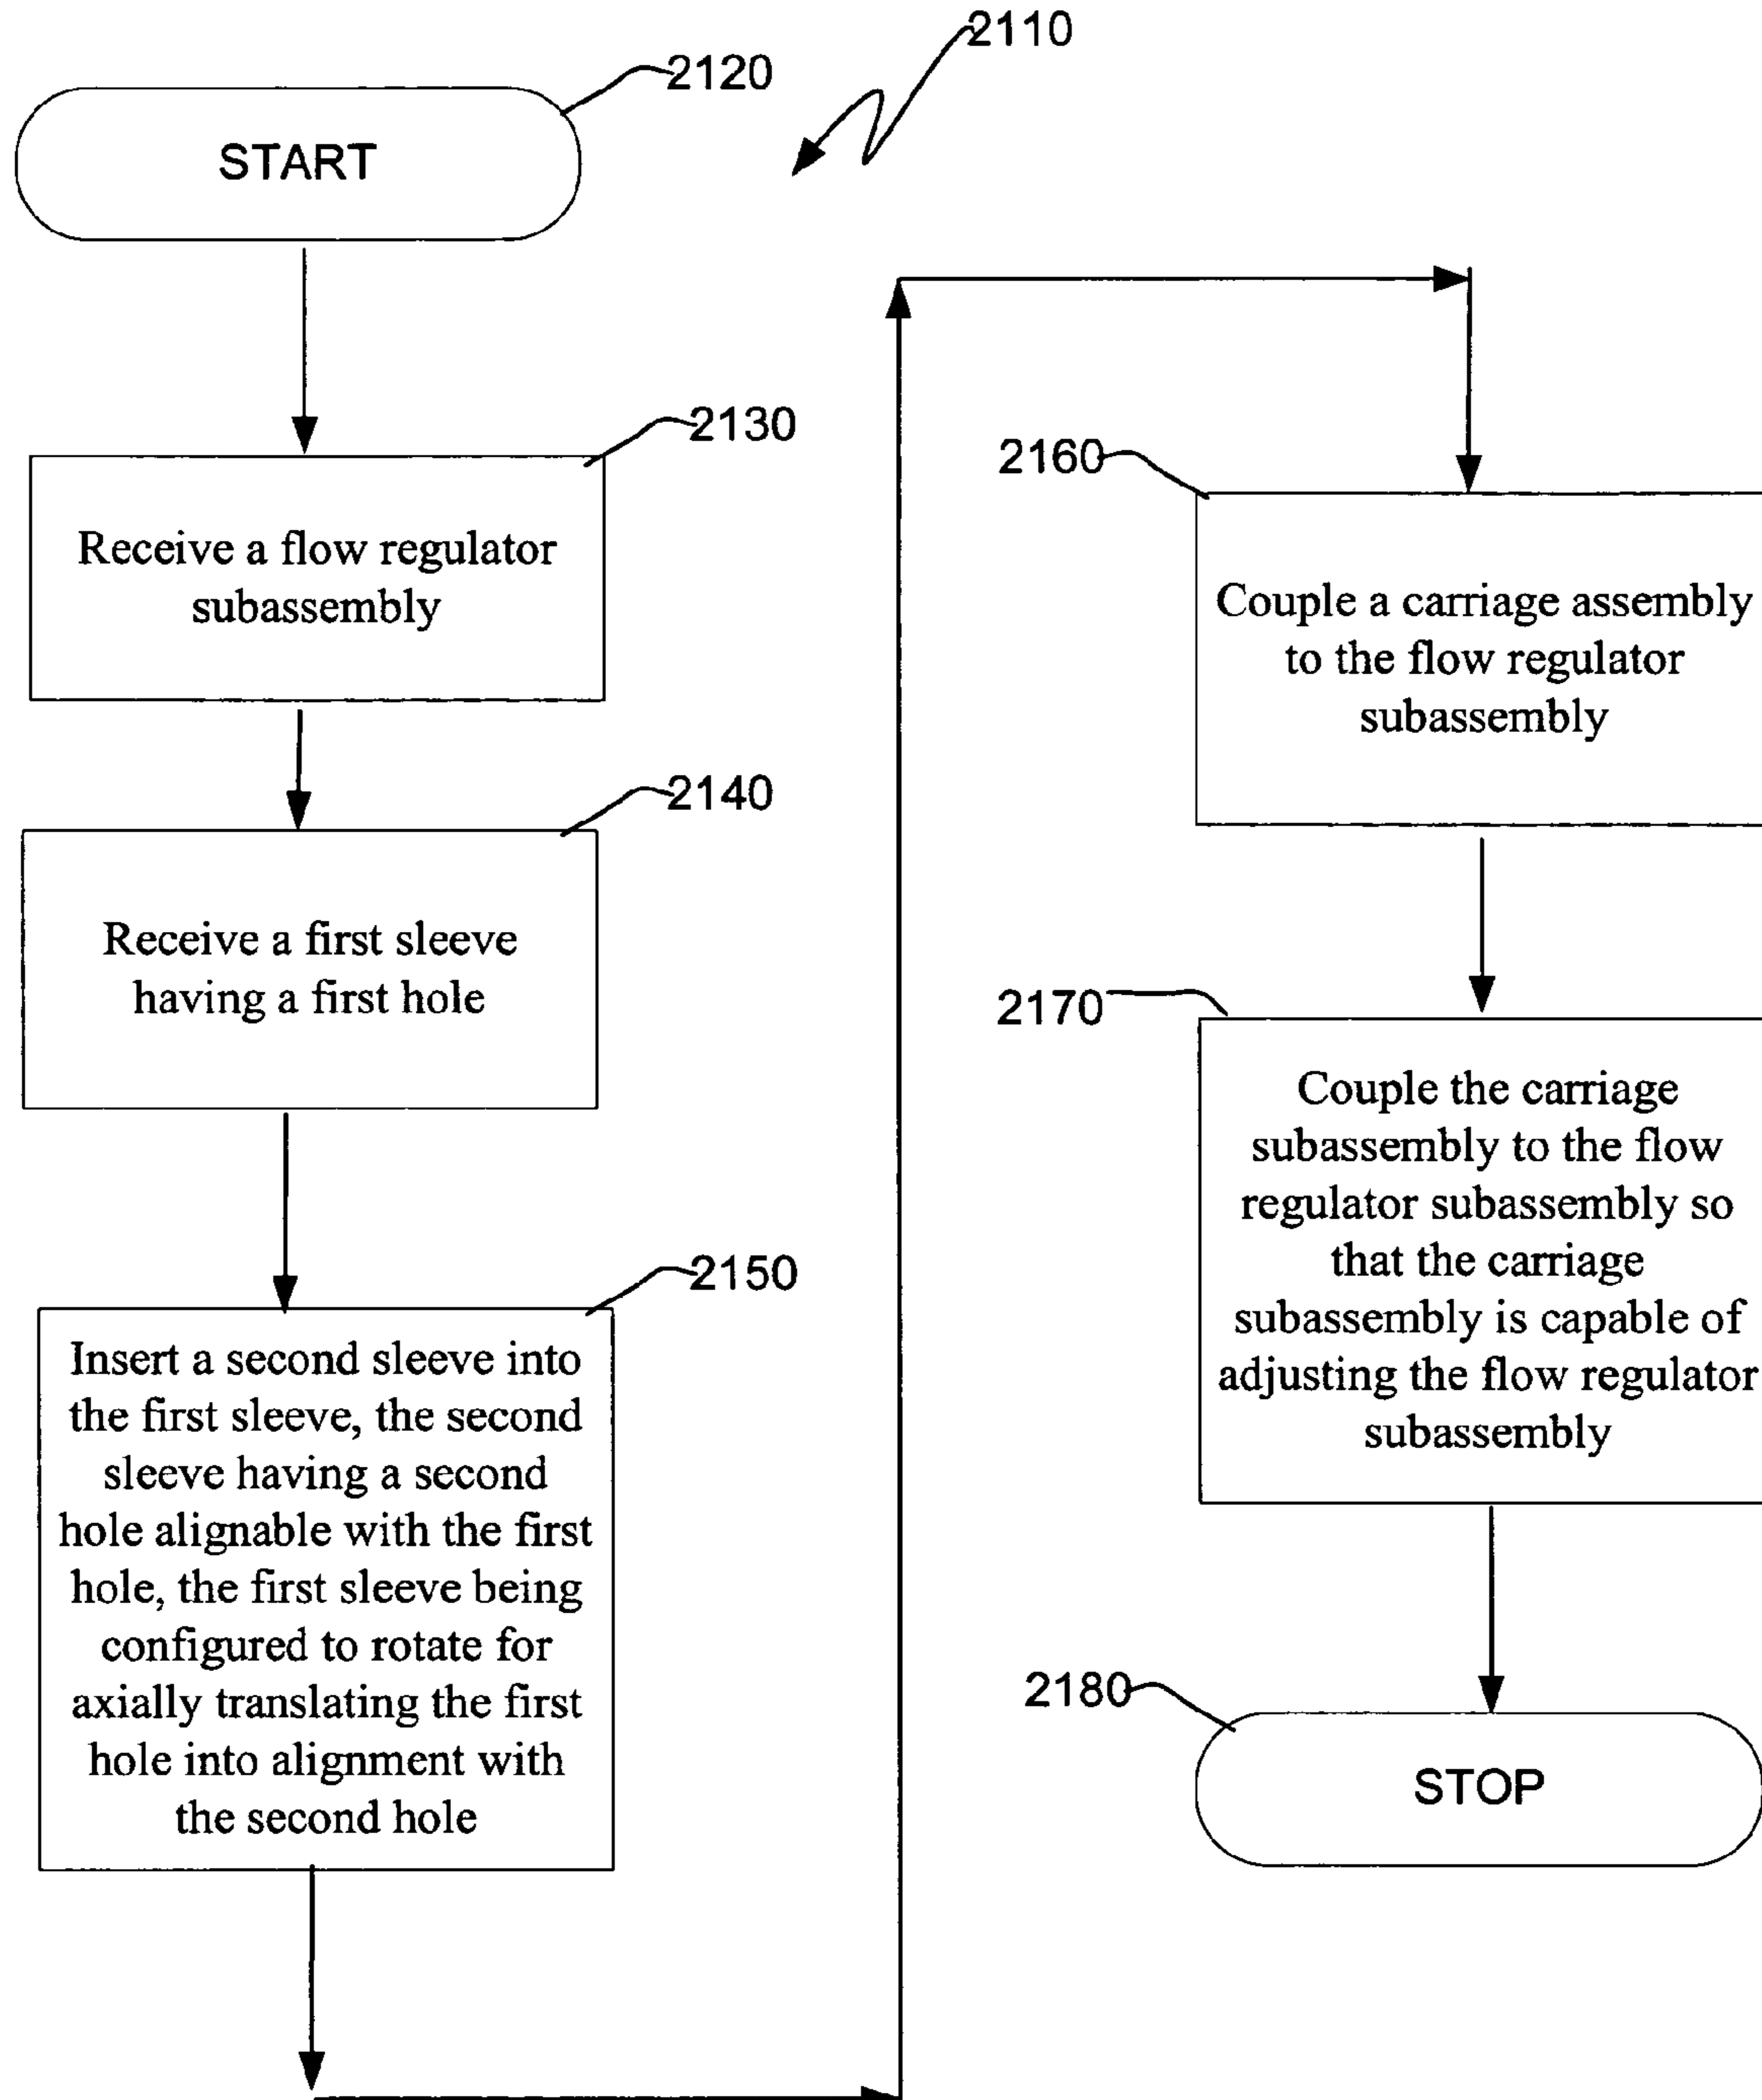 2110
2120
START
2130
Receive a flow regulator
subassembly
2140
Receive a first sleeve
having a first hole
2150
Insert a second sleeve into
the first sleeve, the second
sleeve having a second
hole alignable with the first
hole, the first sleeve being
configured to rotate for
axially translating the first
hole into alignment with
the second hole
2160
Couple a carriage assembly
to the flow regulator
subassembly
2170
Couple the carriage
subassembly to the flow
regulator subassembly so
that the carriage
subassembly is capable of
adjusting the flow regulator
subassembly
2180
STOP